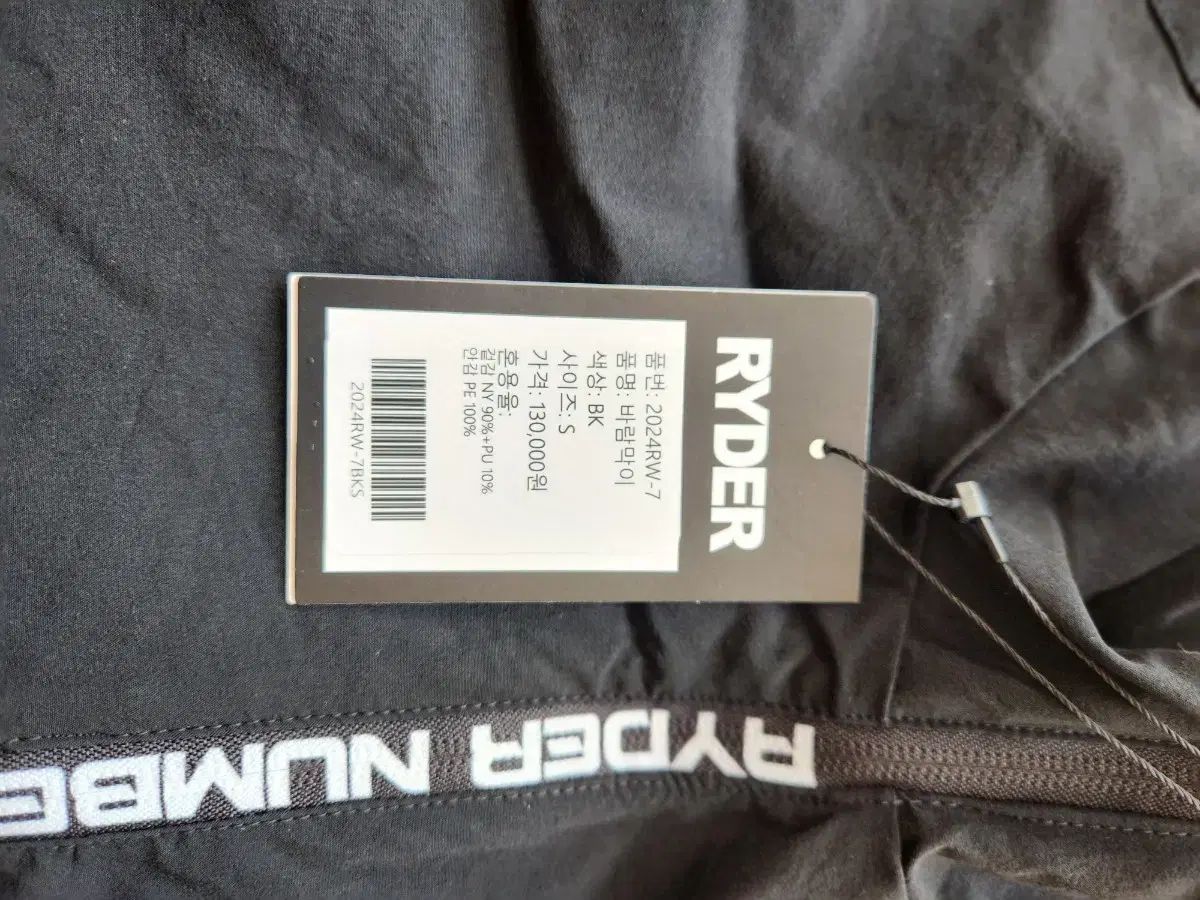 RYDER
품번: 2024RW-7
품명: 바람막이
색상: BK
사이즈: S
가격: 130,000원
혼용율:
겉감 NY 90%+PU 10%
안감 PE 100%
2024RW-7BKS
RYDER NUMBE